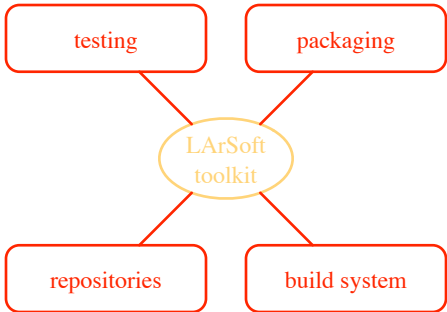 testing
packaging
LArSoft
toolkit
repositories
build system